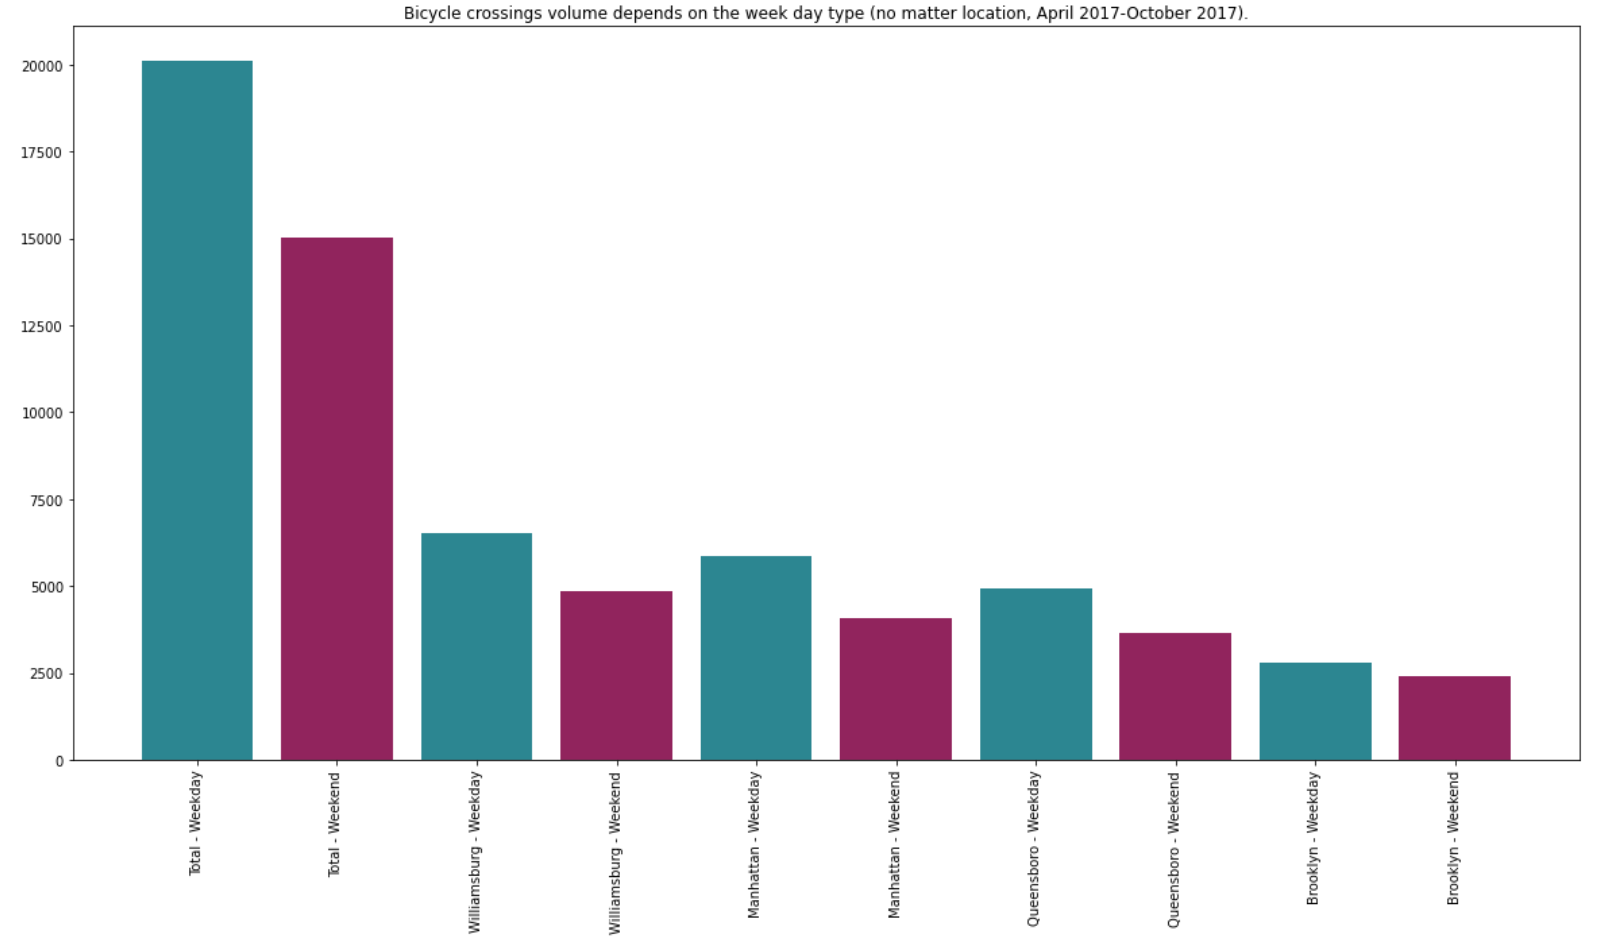 Bicycle crossings volume depends on the week day type (no matter location, April 2017-October 2017).
20000
17500
15000
12500
10000
7500
5000
2500
0
Total - Weekday
Total - Weekend
Williamsburg - Weekday
Williamsburg - Weekend
Manhattan - Weekday
Manhattan - Weekend
Queensboro - Weekday
Queensboro - Weekend
Brooklyn - Weekday
Brooklyn - Weekend